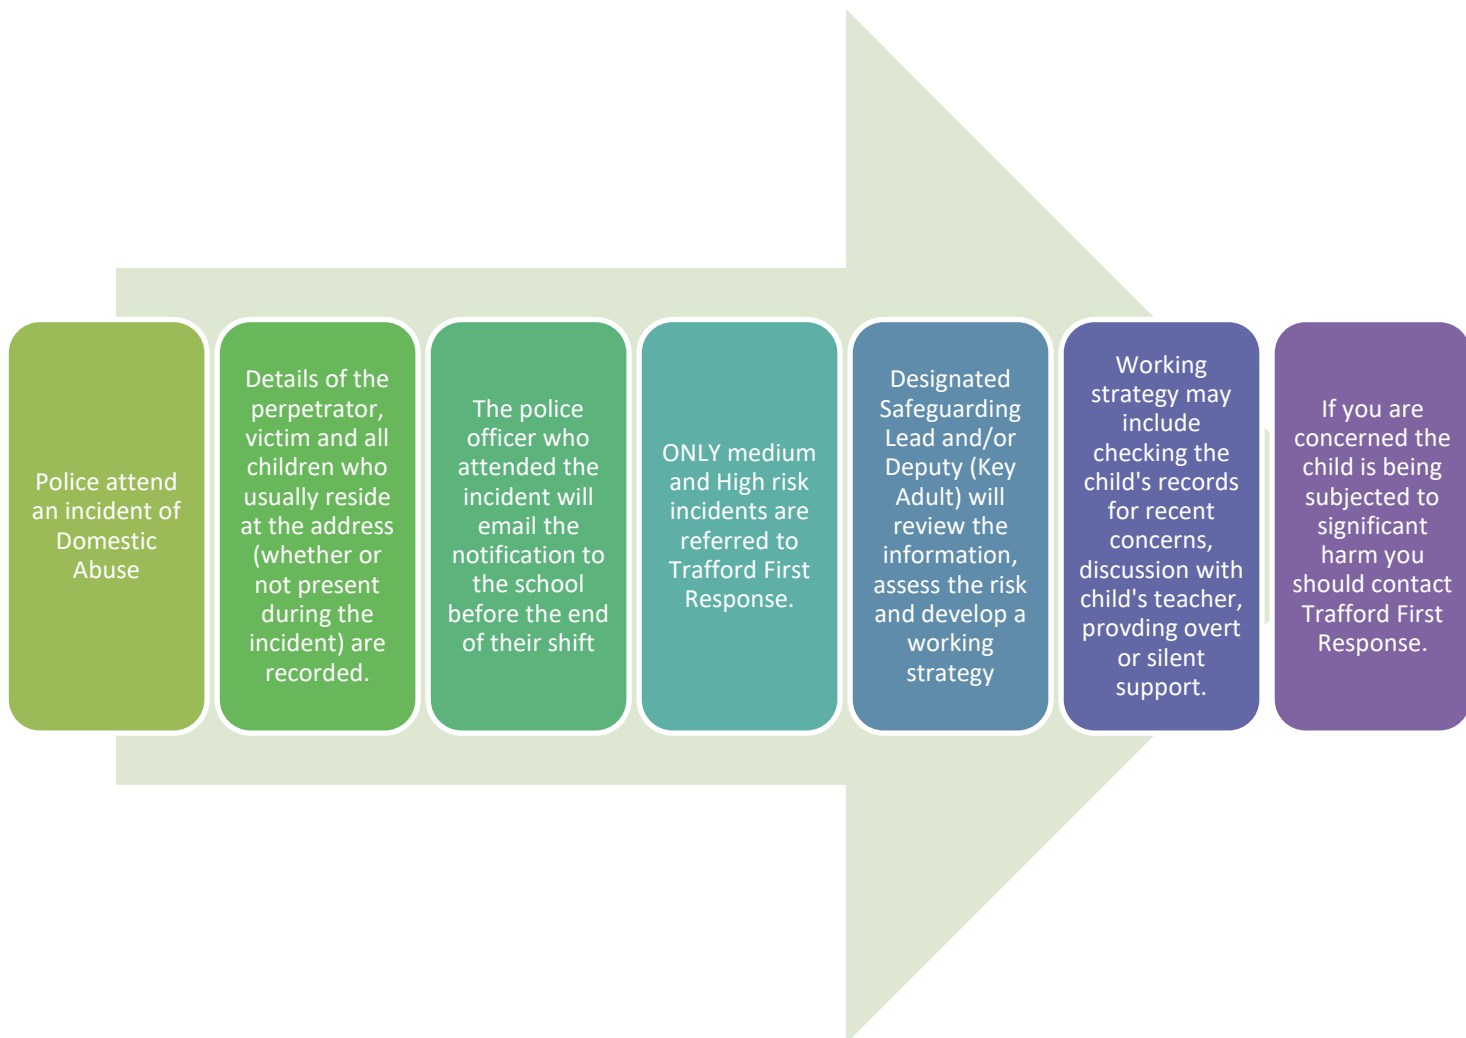 Police attend
an incident of
Domestic
Abuse
Details of the
perpetrator,
victim and all
children who
usually reside
at the address
(whether or
not present
during the
incident) are
recorded.
The police
officer who
attended the
incident will
email the
notification to
the school
before the end
of their shift
ONLY medium
and High risk
incidents are
referred to
Trafford First
Response.
Designated
Safeguarding
Lead and/or
Deputy (Key
Adult) will
review the
information,
assess the risk
and develop a
working
strategy
Working
strategy may
include
checking the
child's records
for recent
concerns,
discussion with
child's teacher,
provding overt
or silent
support.
If you are
concerned the
child is being
subjected to
significant
harm you
should contact
Trafford First
Response.